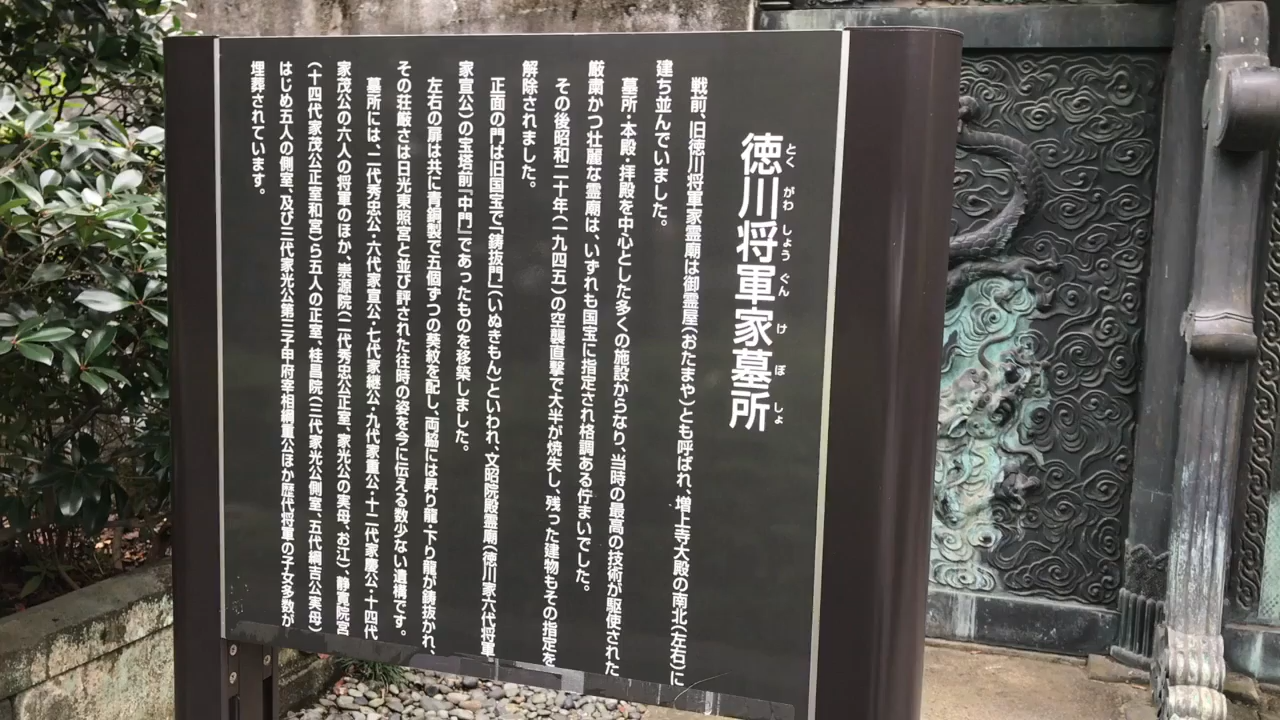 徳川将軍家墓所
とくがわしょうぐんけぼしょ
戦前、旧徳川将軍家霊廟は御霊屋(おたまや)とも呼ばれ、増上寺大殿の南北(左右)に
建ち並んでいました。
墓所・本殿・拝殿を中心とした多くの施設からなり、当時の最高の技術が駆使された
厳粛かつ壮麗な霊廟は、いずれも国宝に指定され格調ある佇まいでした。
その後昭和二十年(一九四五)の空襲直撃で大半が焼失し、残った建物もその指定を
解除されました。
正面の門は旧国宝で「鋳抜門」(いぬきもん)といわれ、文昭院殿霊廟(徳川家六代将軍
家宣公)の宝塔前『中門』であったものを移築しました。
左右の扉は共に青銅製で五個ずつの葵紋を配し、両脇には昇り龍・下り龍が鋳抜かれ、
その荘厳さは日光東照宮と並び評された往時の姿を今に伝える数少ない遺構です。
墓所には、二代秀忠公・六代家宣公・七代家継公・九代家重公・十二代家慶公・十四代
家茂公の六人の将軍のほか、崇源院(二代秀忠公正室、家光公の実母、お江)、静寛院宮
(十四代家茂公正室和宮)ら五人の正室、桂昌院(三代家光公側室、五代綱吉公実母)
はじめ五人の側室、及び三代家光公第三子甲府宰相綱重公ほか歴代将軍の子女多数が
埋葬されています。